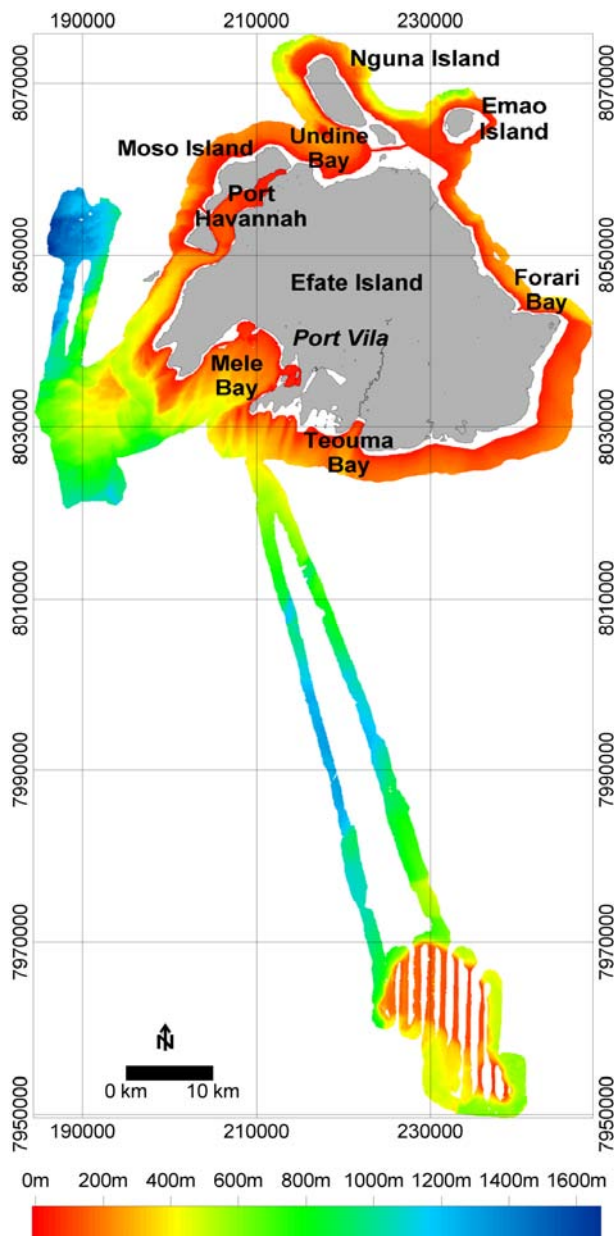 190000 210000 230000
8070000 8070000
Nguna Island
Emao
Island
Undine
Bay
Moso Island
Port
Havannah
8050000 8050000
Efate Island
Forari
Bay
Port Vila
Mele
Bay
8030000 8030000
Teouma
Bay
8010000 8010000
7990000 7990000
7970000 7970000
N
0 km 10 km
7950000 7950000
190000 210000 230000
0m 200m 400m 600m 800m 1200m 1400m 1600m